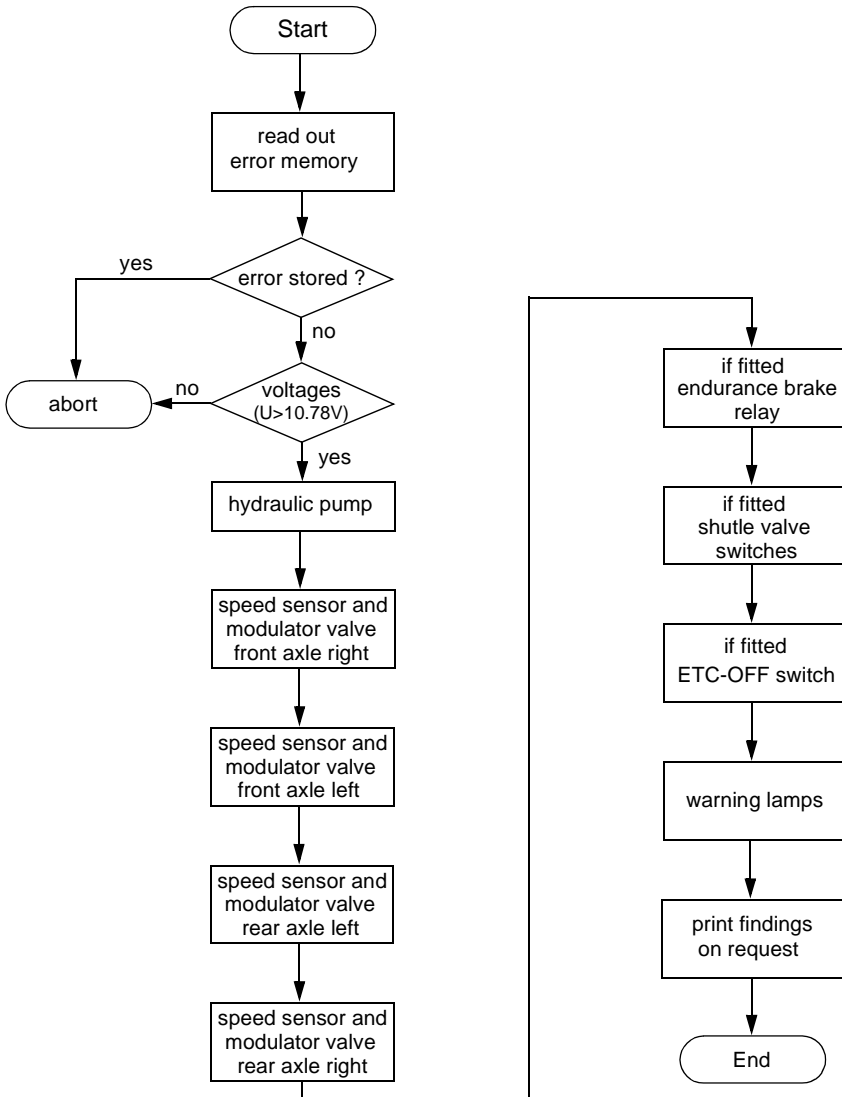 Start
read out
error memory
error stored ?
yes
no
voltages
(U>10.78V)
no
abort
yes
hydraulic pump
speed sensor and
modulator valve
front axle right
speed sensor and
modulator valve
front axle left
speed sensor and
modulator valve
rear axle left
speed sensor and
modulator valve
rear axle right
if fitted
endurance brake
relay
if fitted
shutle valve
switches
if fitted
ETC-OFF switch
warning lamps
print findings
on request
End